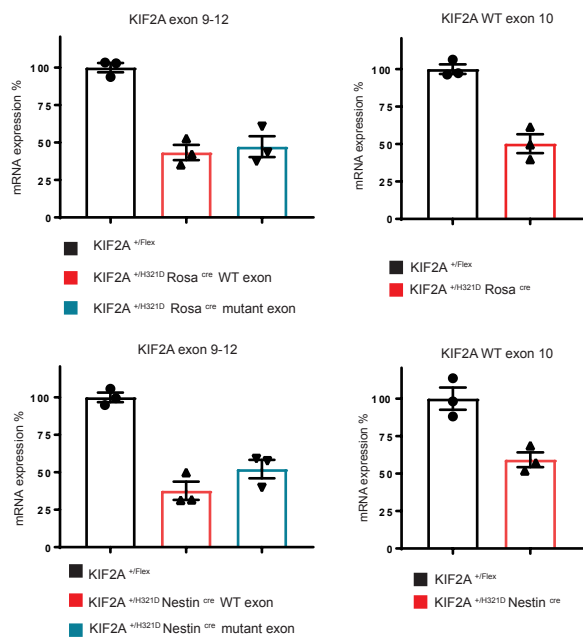 KIF2A exon 9-12
mRNA expression %
100
75
50
25
0
KIF2A +/Flex
KIF2A +/H321D Rosa cre WT exon
KIF2A +/H321D Rosa cre mutant exon
KIF2A WT exon 10
mRNA expression %
100
75
50
25
0
KIF2A +/Flex
KIF2A +/H321D Rosa cre
KIF2A exon 9-12
mRNA expression %
100
75
50
25
0
KIF2A +/Flex
KIF2A +/H321D Nestin cre WT exon
KIF2A +/H321D Nestin cre mutant exon
KIF2A WT exon 10
mRNA expression %
100
75
50
25
0
KIF2A +/Flex
KIF2A +/H321D Nestin cre